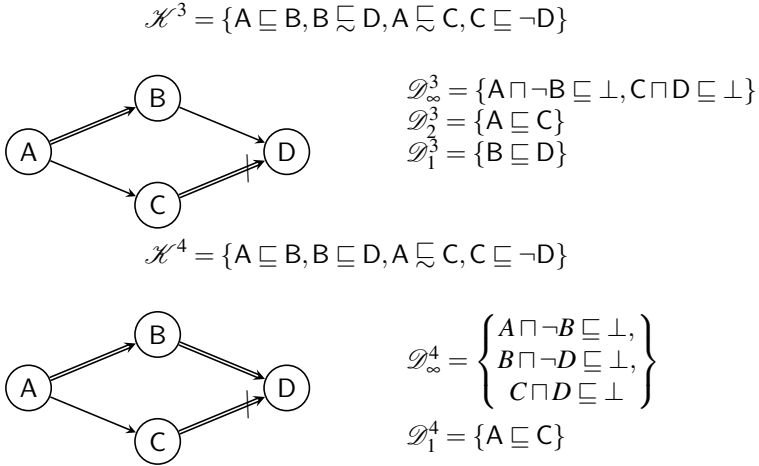 𝒦³ = {A ⊑ B, B ⊑̰ D, A ⊑̰ C, C ⊑ ¬D}
A
B
C
D
𝒟³∞ = {A ⊓ ¬B ⊑ ⊥, C ⊓ D ⊑ ⊥}
𝒟³₂ = {A ⊑ C}
𝒟³₁ = {B ⊑ D}
𝒦⁴ = {A ⊑ B, B ⊑ D, A ⊑̰ C, C ⊑ ¬D}
A
B
C
D
𝒟⁴∞ = {A ⊓ ¬B ⊑ ⊥,
B ⊓ ¬D ⊑ ⊥,
C ⊓ D ⊑ ⊥}
𝒟⁴₁ = {A ⊑ C}